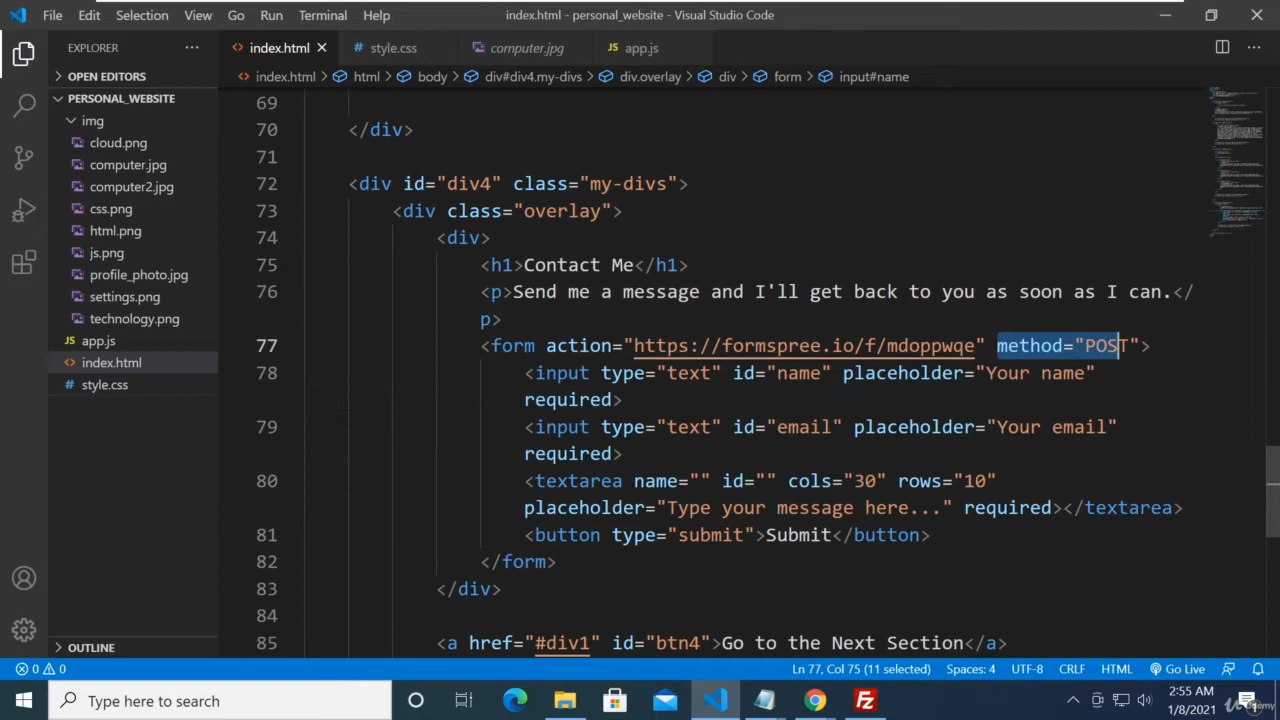 File Edit Selection View Go Run Terminal Help index.html - personal_website - Visual Studio Code
EXPLORER
OPEN EDITORS
PERSONAL_WEBSITE
img
cloud.png
computer.jpg
computer2.jpg
css.png
html.png
js.png
profile_photo.jpg
settings.png
technology.png
JS app.js
<> index.html
# style.css
OUTLINE
<> index.html # style.css computer.jpg JS app.js
<> index.html > html > body > div#div4.my-divs > div.overlay > div > form > input#name
69
70 </div>
71
72 <div id="div4" class="my-divs">
73 <div class="overlay">
74 <div>
75 <h1>Contact Me</h1>
76 <p>Send me a message and I'll get back to you as soon as I can.</
p>
77 <form action="https://formspree.io/f/mdoppwqe" method="POST">
78 <input type="text" id="name" placeholder="Your name"
required>
79 <input type="text" id="email" placeholder="Your email"
required>
80 <textarea name="" id="" cols="30" rows="10"
placeholder="Type your message here..." required></textarea>
81 <button type="submit">Submit</button>
82 </form>
83 </div>
84
85 <a href="#div1" id="btn4">Go to the Next Section</a>
0 0 Ln 77, Col 75 (11 selected) Spaces: 4 UTF-8 CRLF HTML Go Live
Type here to search
2:55 AM
1/8/2021
Udemy